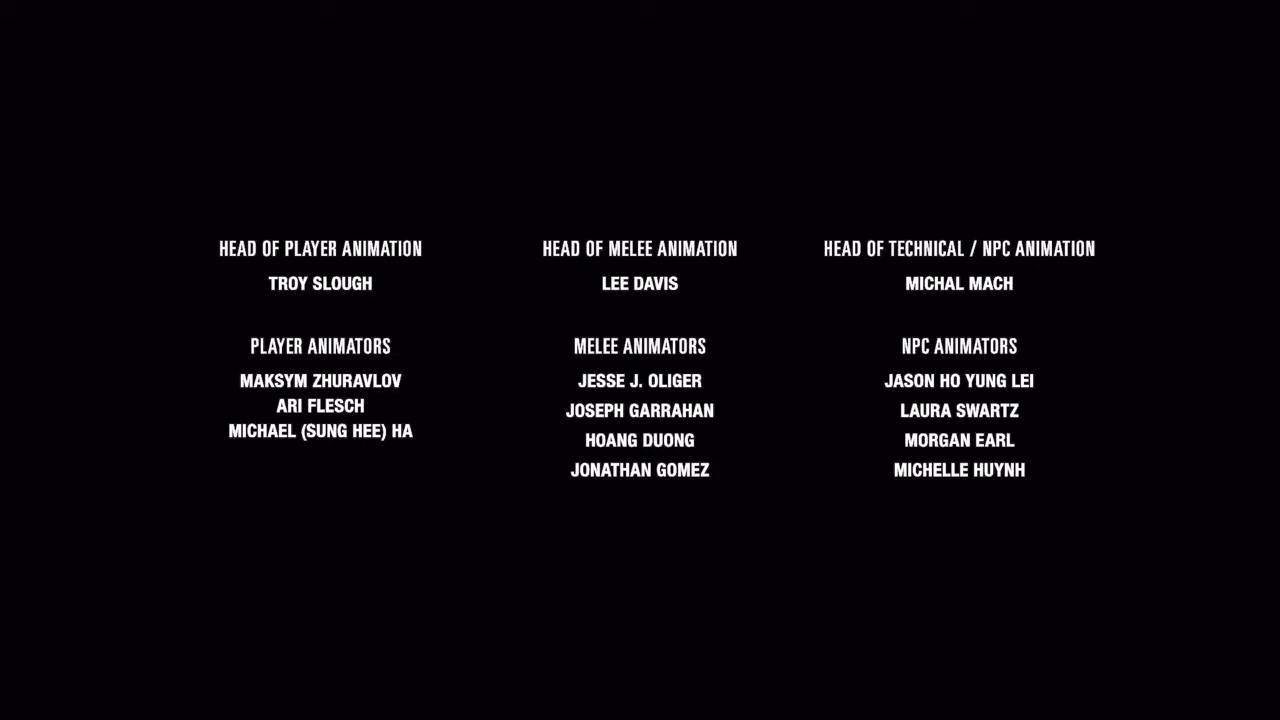 HEAD OF PLAYER ANIMATION
TROY SLOUGH
PLAYER ANIMATORS
MAKSYM ZHURAVLOV
ARI FLESCH
MICHAEL (SUNG HEE) HA
HEAD OF MELEE ANIMATION
LEE DAVIS
MELEE ANIMATORS
JESSE J. OLIGER
JOSEPH GARRAHAN
HOANG DUONG
JONATHAN GOMEZ
HEAD OF TECHNICAL / NPC ANIMATION
MICHAL MACH
NPC ANIMATORS
JASON HO YUNG LEI
LAURA SWARTZ
MORGAN EARL
MICHELLE HUYNH